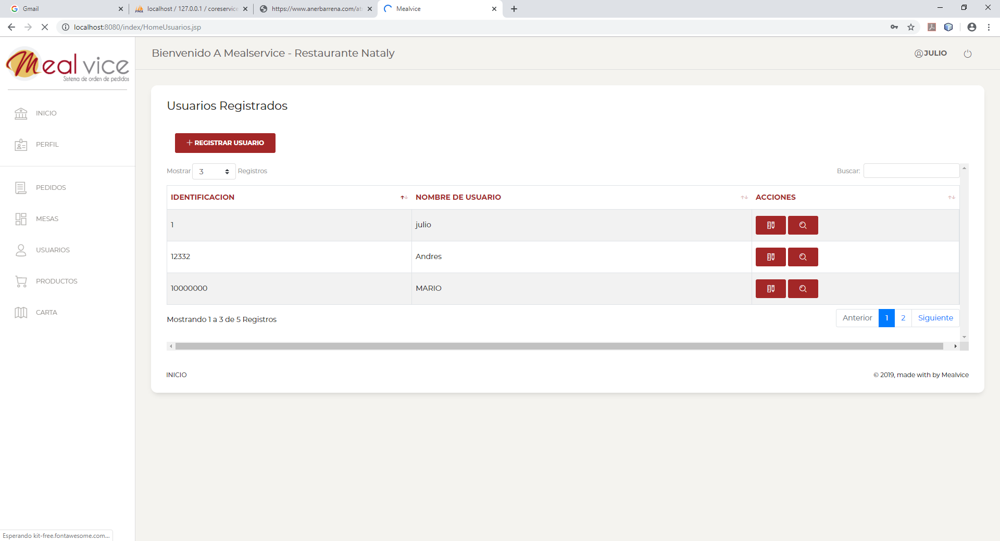 Gmail
localhost / 127.0.0.1 / coreservice
https://www.anerbarrena.com/at
Mealvice
localhost:8080/index/HomeUsuarios.jsp
Mealvice
Sistema de orden de pedidos
Bienvenido A Mealservice - Restaurante Nataly
JULIO
INICIO
PERFIL
PEDIDOS
MESAS
USUARIOS
PRODUCTOS
CARTA
Usuarios Registrados
REGISTRAR USUARIO
Mostrar 3 Registros
Buscar:
IDENTIFICACION NOMBRE DE USUARIO ACCIONES
1 julio
12332 Andres
10000000 MARIO
Mostrando 1 a 3 de 5 Registros
Anterior 1 2 Siguiente
INICIO
© 2019, made with by Mealvice
Esperando kit-free.fontawesome.com...